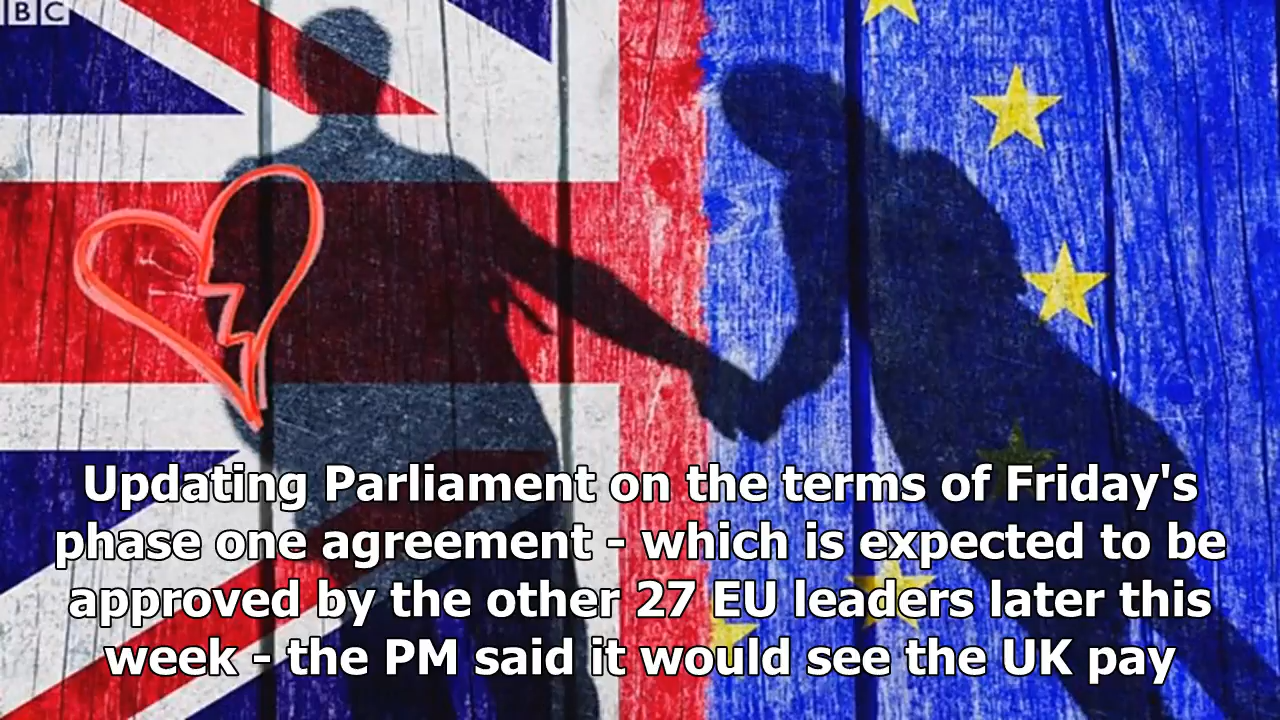 BBC
Updating Parliament on the terms of Friday's
phase one agreement - which is expected to be
approved by the other 27 EU leaders later this
week - the PM said it would see the UK pay